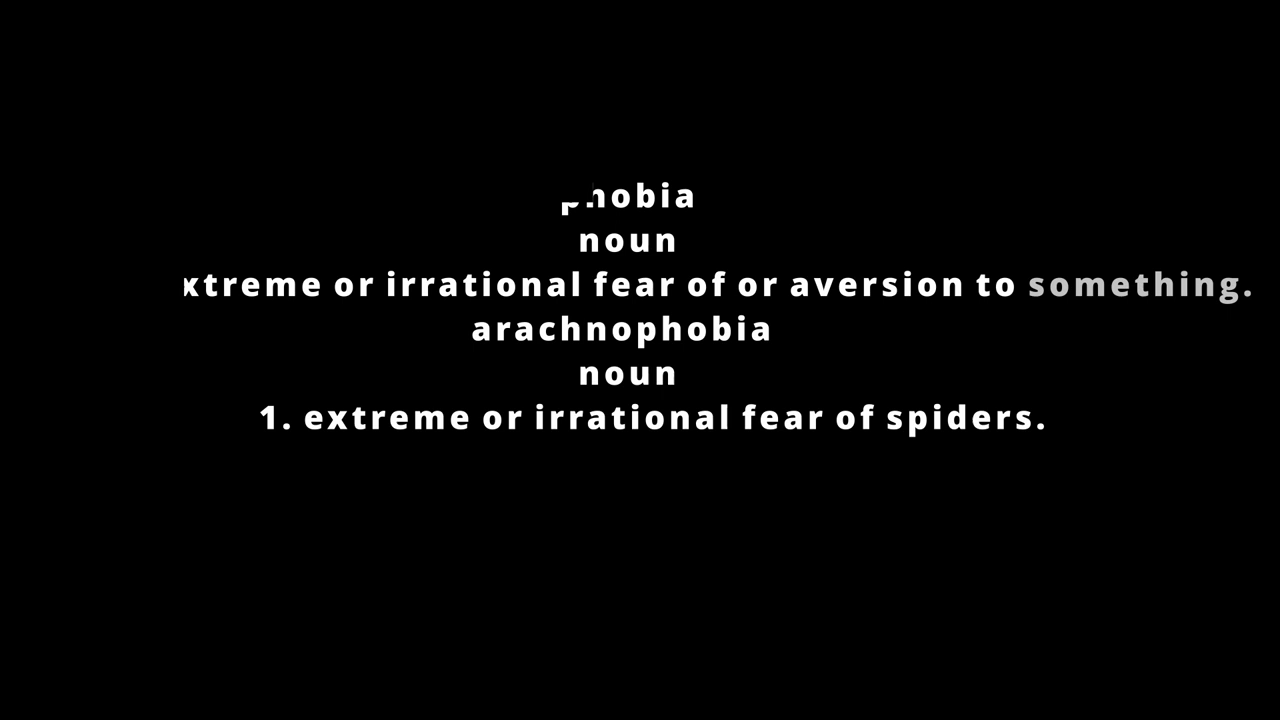 phobia
noun
xtreme or irrational fear of or aversion to something.
arachnophobia
noun
1. extreme or irrational fear of spiders.